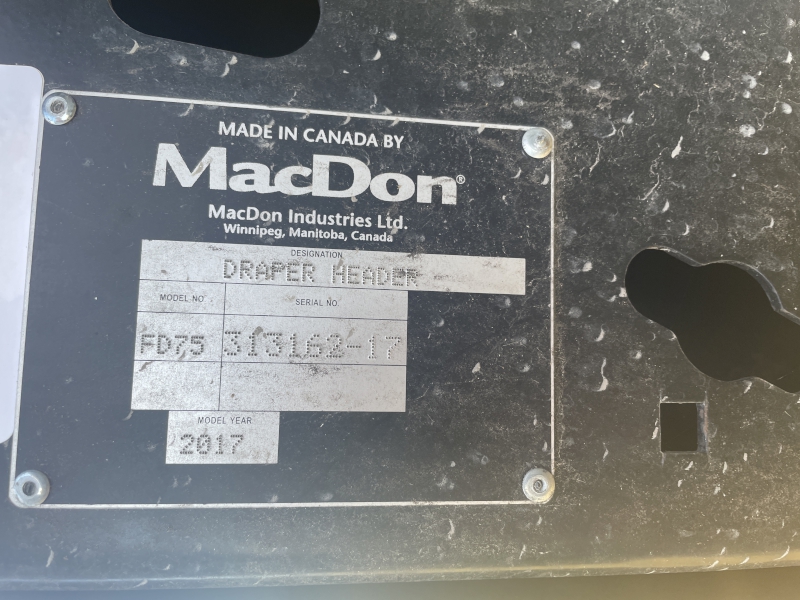 MADE IN CANADA BY
MacDon®
MacDon Industries Ltd.
Winnipeg, Manitoba, Canada
DESIGNATION
DRAPER HEADER
MODEL NO. SERIAL NO.
FD75 313162-17
MODEL YEAR
2017